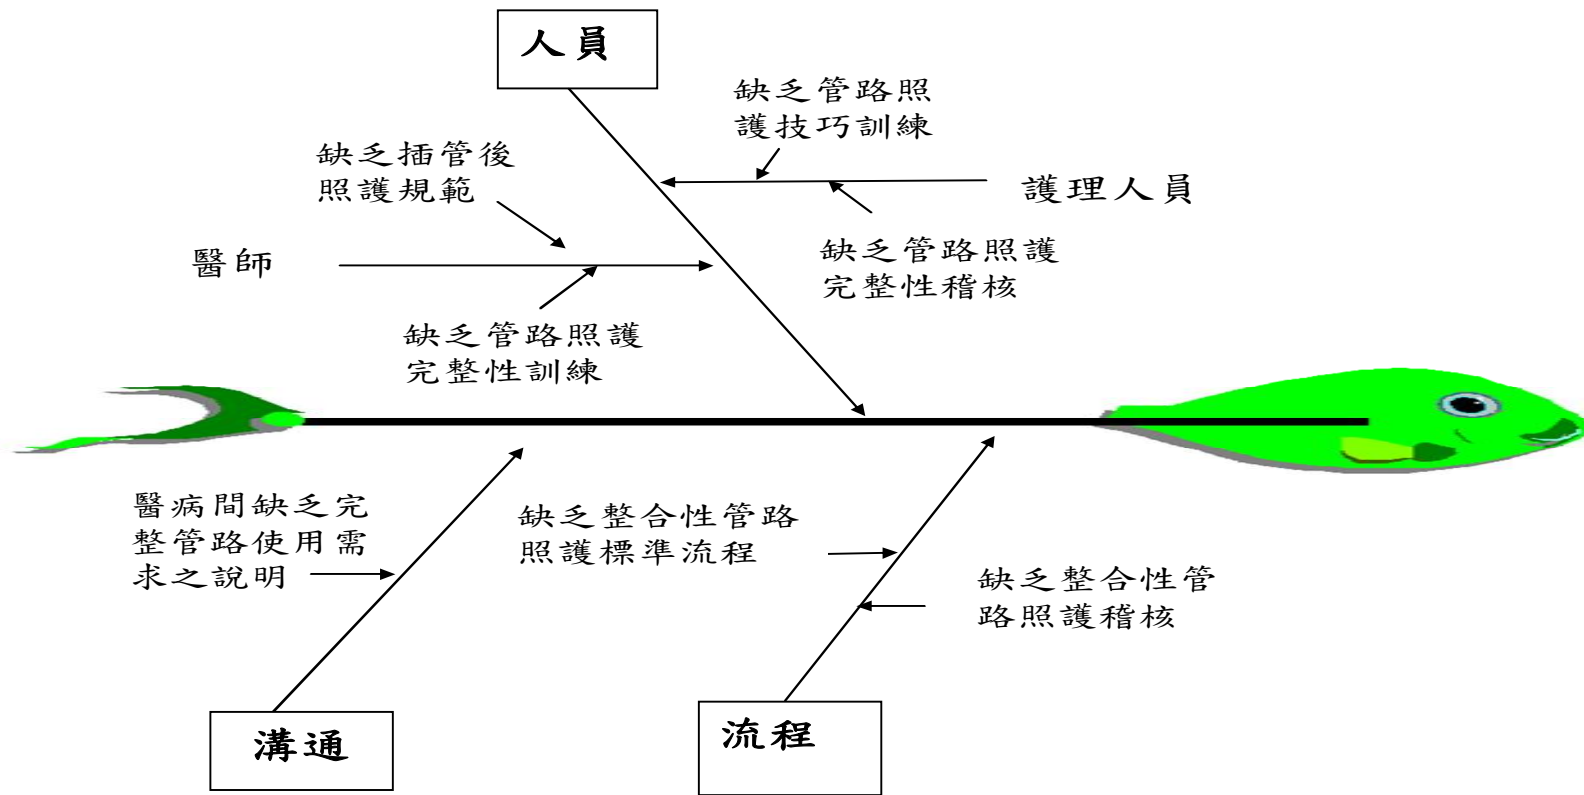 人員
缺乏管路照
護技巧訓練
缺乏插管後
照護規範
護理人員
醫師
缺乏管路照護
完整性稽核
缺乏管路照護
完整性訓練
醫病間缺乏完
整管路使用需
求之說明
缺乏整合性管路
照護標準流程
缺乏整合性管
路照護稽核
溝通
流程